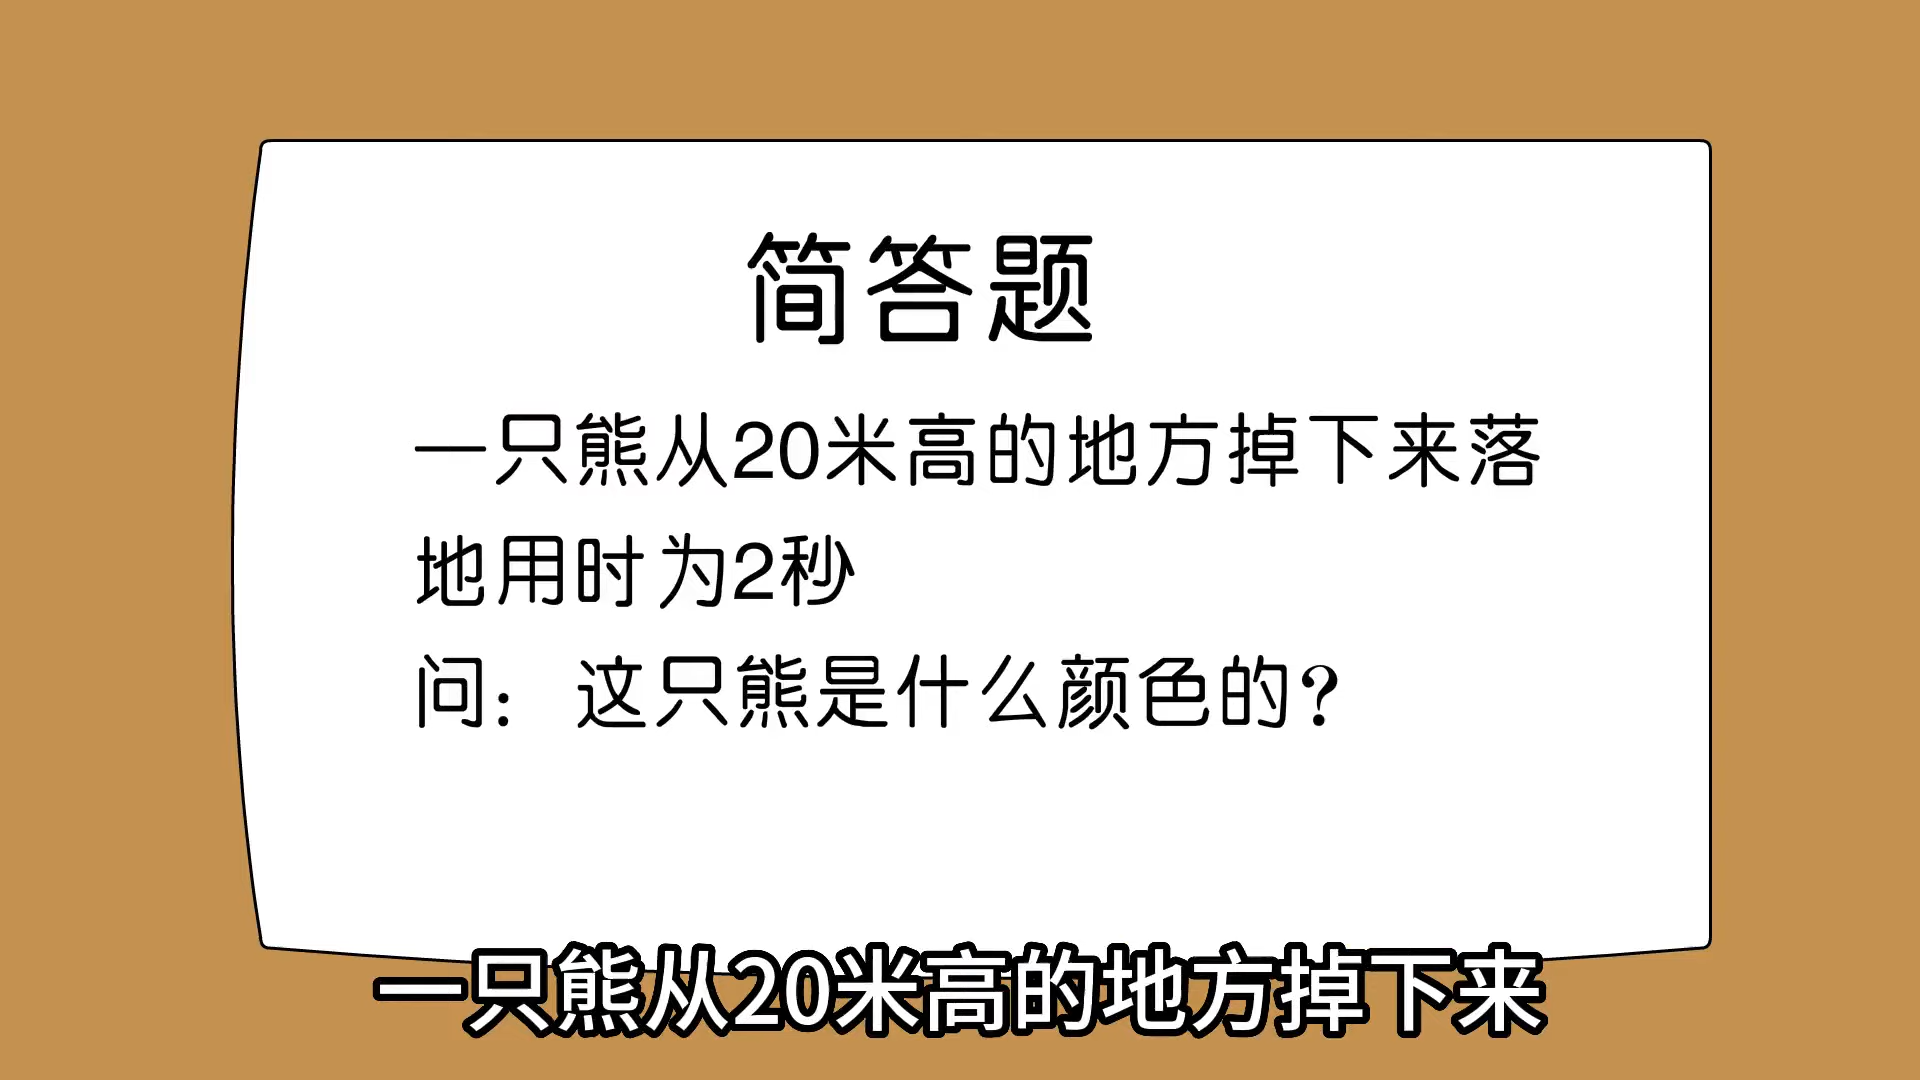 简答题
一只熊从20米高的地方掉下来落
地用时为2秒
问：这只熊是什么颜色的？
一只熊从20米高的地方掉下来